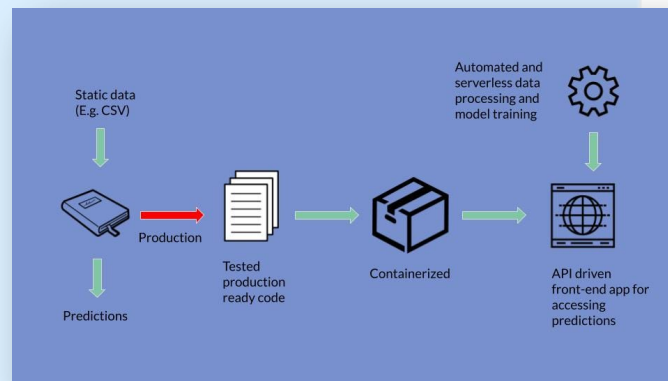 Static data
(E.g. CSV)
Predictions
Production
Tested
production
ready code
Containerized
Automated and
serverless data
processing and
model training
API driven
front-end app for
accessing
predictions